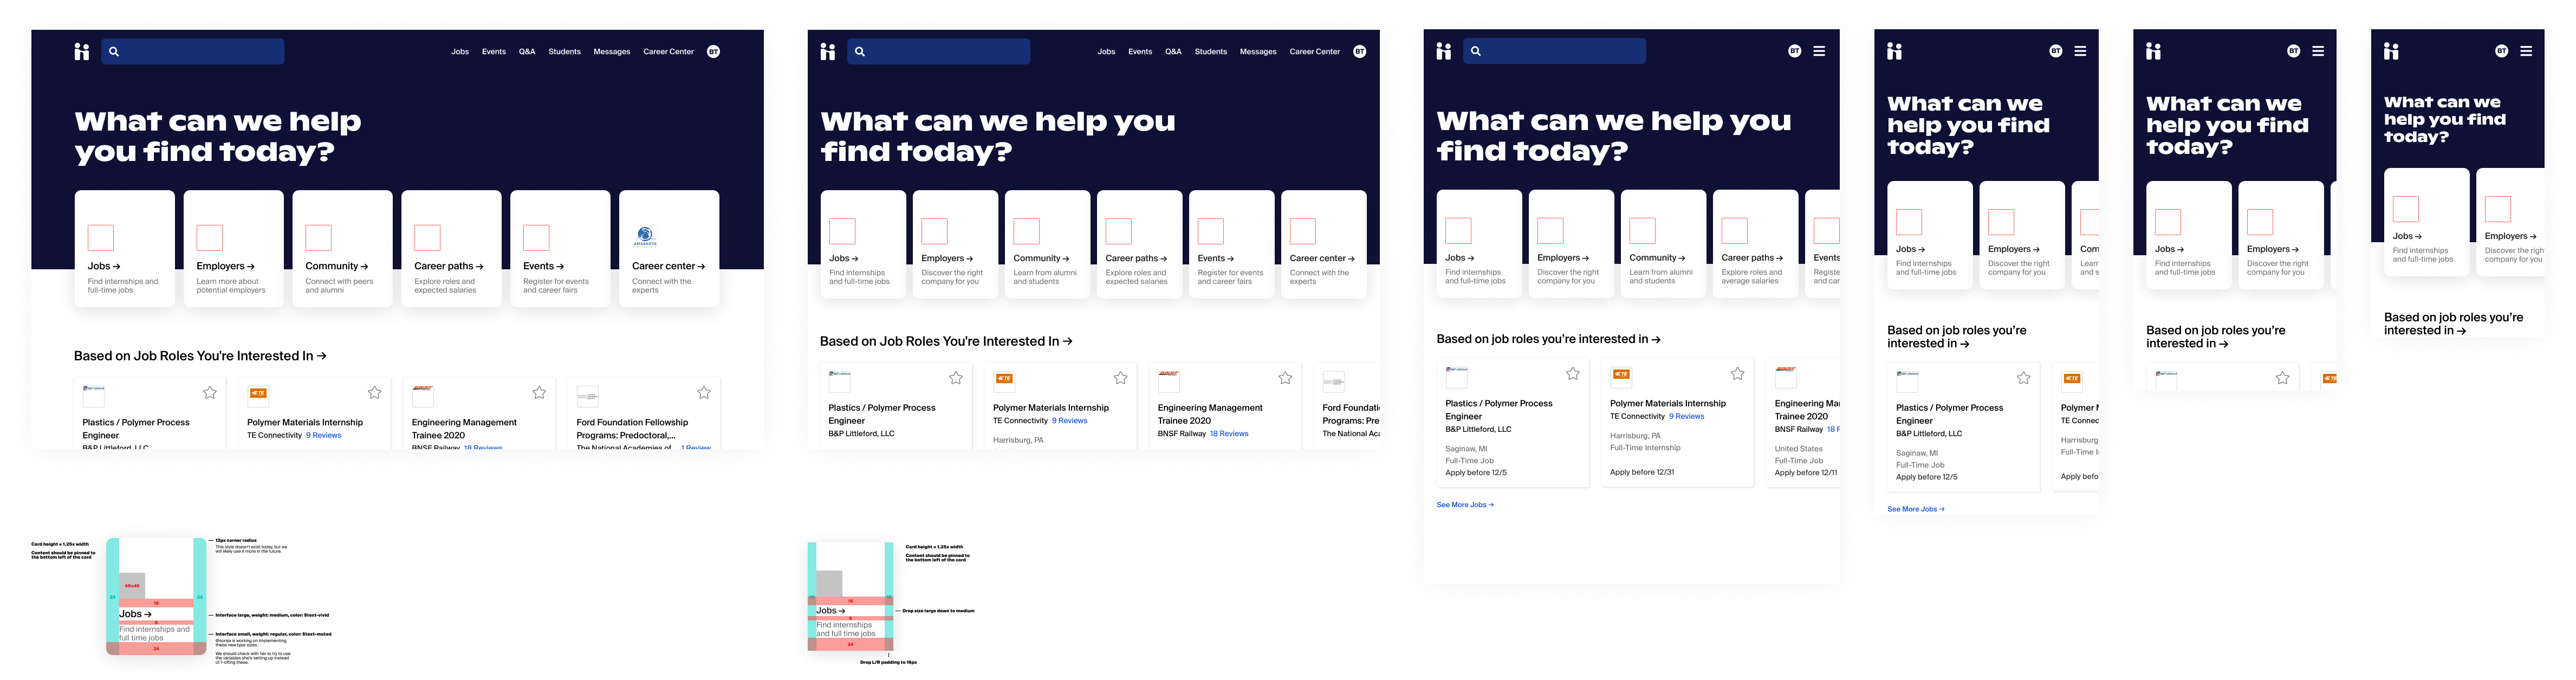 Jobs Events Q&A Students Messages Career Center BT
What can we help
you find today?
Jobs →
Find internships and
full-time jobs
Employers →
Learn more about
potential employers
Community →
Connect with peers
and alumni
Career paths →
Explore roles and
expected salaries
Events →
Register for events
and career fairs
AMARANTA
Career center →
Connect with the
experts
Based on Job Roles You're Interested In →
Plastics / Polymer Process
Engineer
B&P Littleford, LLC
TE
Polymer Materials Internship
TE Connectivity 9 Reviews
BNSF
Engineering Management
Trainee 2020
BNSF Railway 18 Reviews
Ford Foundation Fellowship
Programs: Predoctoral,...
The National Academies of... 1 Review
Jobs Events Q&A Students Messages Career Center BT
What can we help you
find today?
Jobs →
Find internships
and full-time jobs
Employers →
Discover the right
company for you
Community →
Learn from alumni
and students
Career paths →
Explore roles and
expected salaries
Events →
Register for events
and career fairs
Career center →
Connect with the
experts
Based on Job Roles You're Interested In →
Plastics / Polymer Process
Engineer
B&P Littleford, LLC
TE
Polymer Materials Internship
TE Connectivity 9 Reviews
Harrisburg, PA
BNSF
Engineering Management
Trainee 2020
BNSF Railway 18 Reviews
Ford Foundati
Programs: Pre
The National Aca
BT
What can we help you
find today?
Jobs →
Find internships
and full-time jobs
Employers →
Discover the right
company for you
Community →
Learn from alumni
and students
Career paths →
Explore roles and
average salaries
Events
Registe
and car
Based on job roles you're interested in →
Plastics / Polymer Process
Engineer
B&P Littleford, LLC
Saginaw, MI
Full-Time Job
Apply before 12/5
TE
Polymer Materials Internship
TE Connectivity 9 Reviews
Harrisburg, PA
Full-Time Internship
Apply before 12/31
BNSF
Engineering Ma
Trainee 2020
BNSF Railway 18 F
United States
Full-Time Job
Apply before 12/11
See More Jobs →
BT
What can we
help you find
today?
Jobs →
Find internships
and full-time jobs
Employers →
Discover the right
company for you
Com
Learn
and s
Based on job roles you're
interested in →
Plastics / Polymer Process
Engineer
B&P Littleford, LLC
Saginaw, MI
Full-Time Job
Apply before 12/5
TE
Polymer M
TE Connec
Harrisburg
Full-Time I
Apply befo
See More Jobs →
BT
What can we
help you find
today?
Jobs →
Find internships
and full-time jobs
Employers →
Discover the right
company for you
Based on job roles you're
interested in →
BT
What can we
help you find
today?
Jobs →
Find internships
and full-time jobs
Employers →
Discover the righ
company for you
Based on job roles you're
interested in →
Card height = 1.25x width
Content should be pinned to
the bottom left of the card
48x48
24
24
16
Jobs →
8
Find internships and
full time jobs
24
12px corner radius
This style doesn't exist today, but we
will likely use it more in the future.
Interface large, weight: medium, color: $text-vivid
Interface small, weight: regular, color: $text-muted
@sonya is working on implementing
these new type sizes.
We should check with her to try to use
the variables she's setting up instead
of 1-offing these.
16
Jobs →
8
Find internships
and full time jobs
24
Card height = 1.25x width
Content should be pinned to
the bottom left of the card
Drop size large down to medium
Drop L/R padding to 16px